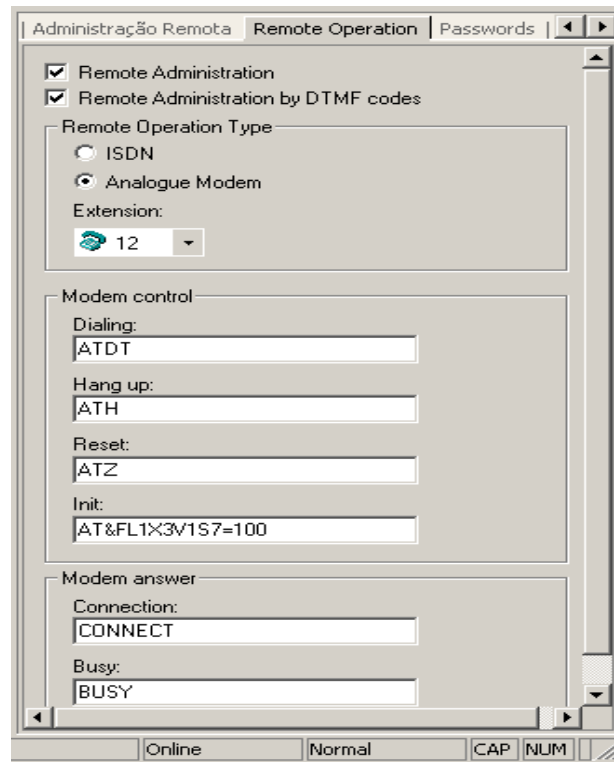 Administração Remota Remote Operation Passwords
Remote Administration
Remote Administration by DTMF codes
Remote Operation Type
ISDN
Analogue Modem
Extension:
12
Modem control
Dialing:
ATDT
Hang up:
ATH
Reset:
ATZ
Init:
AT&FL1X3V1S7=100
Modem answer
Connection:
CONNECT
Busy:
BUSY
Online Normal CAP NUM